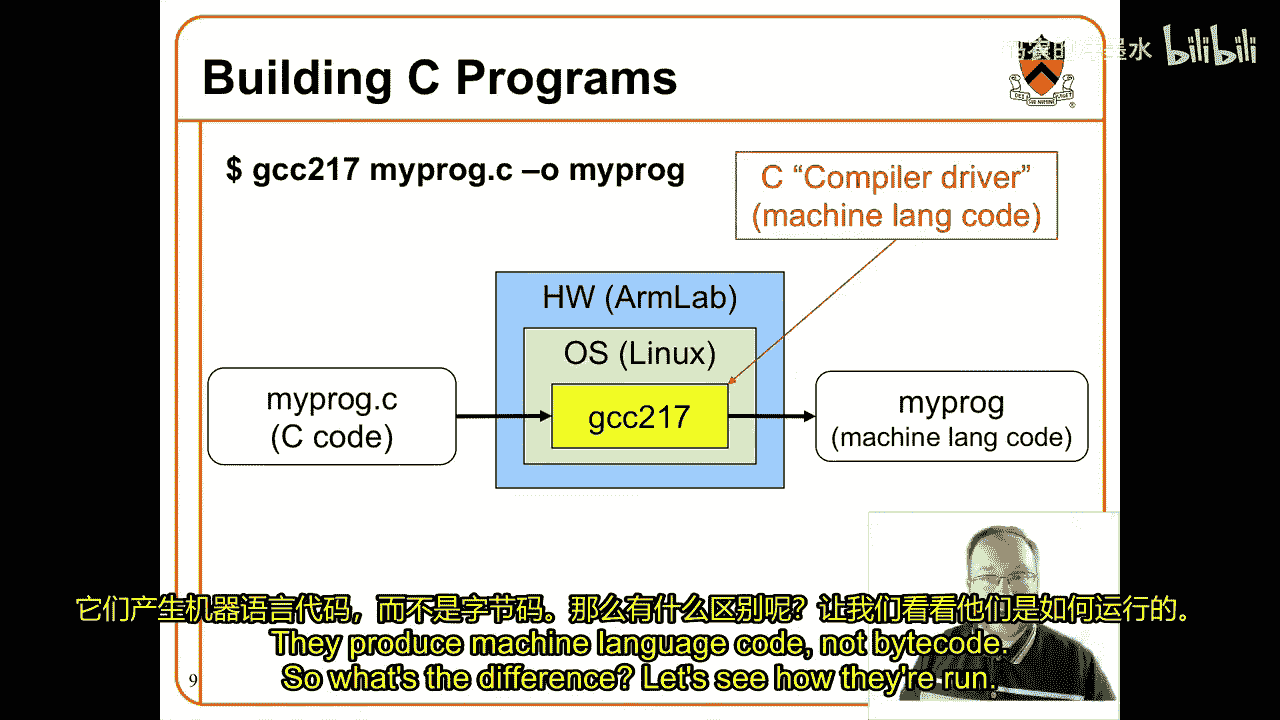 Building C Programs
bilibili
$ gcc217 myprog.c –o myprog
C “Compiler driver”
(machine lang code)
HW (ArmLab)
OS (Linux)
gcc217
myprog.c
(C code)
myprog
(machine lang code)
它们产生机器语言代码，而不是字节码。那么有什么区别呢？让我们看看他们是如何运行的。
They produce machine language code, not bytecode.
So what's the difference? Let's see how they're run.
9